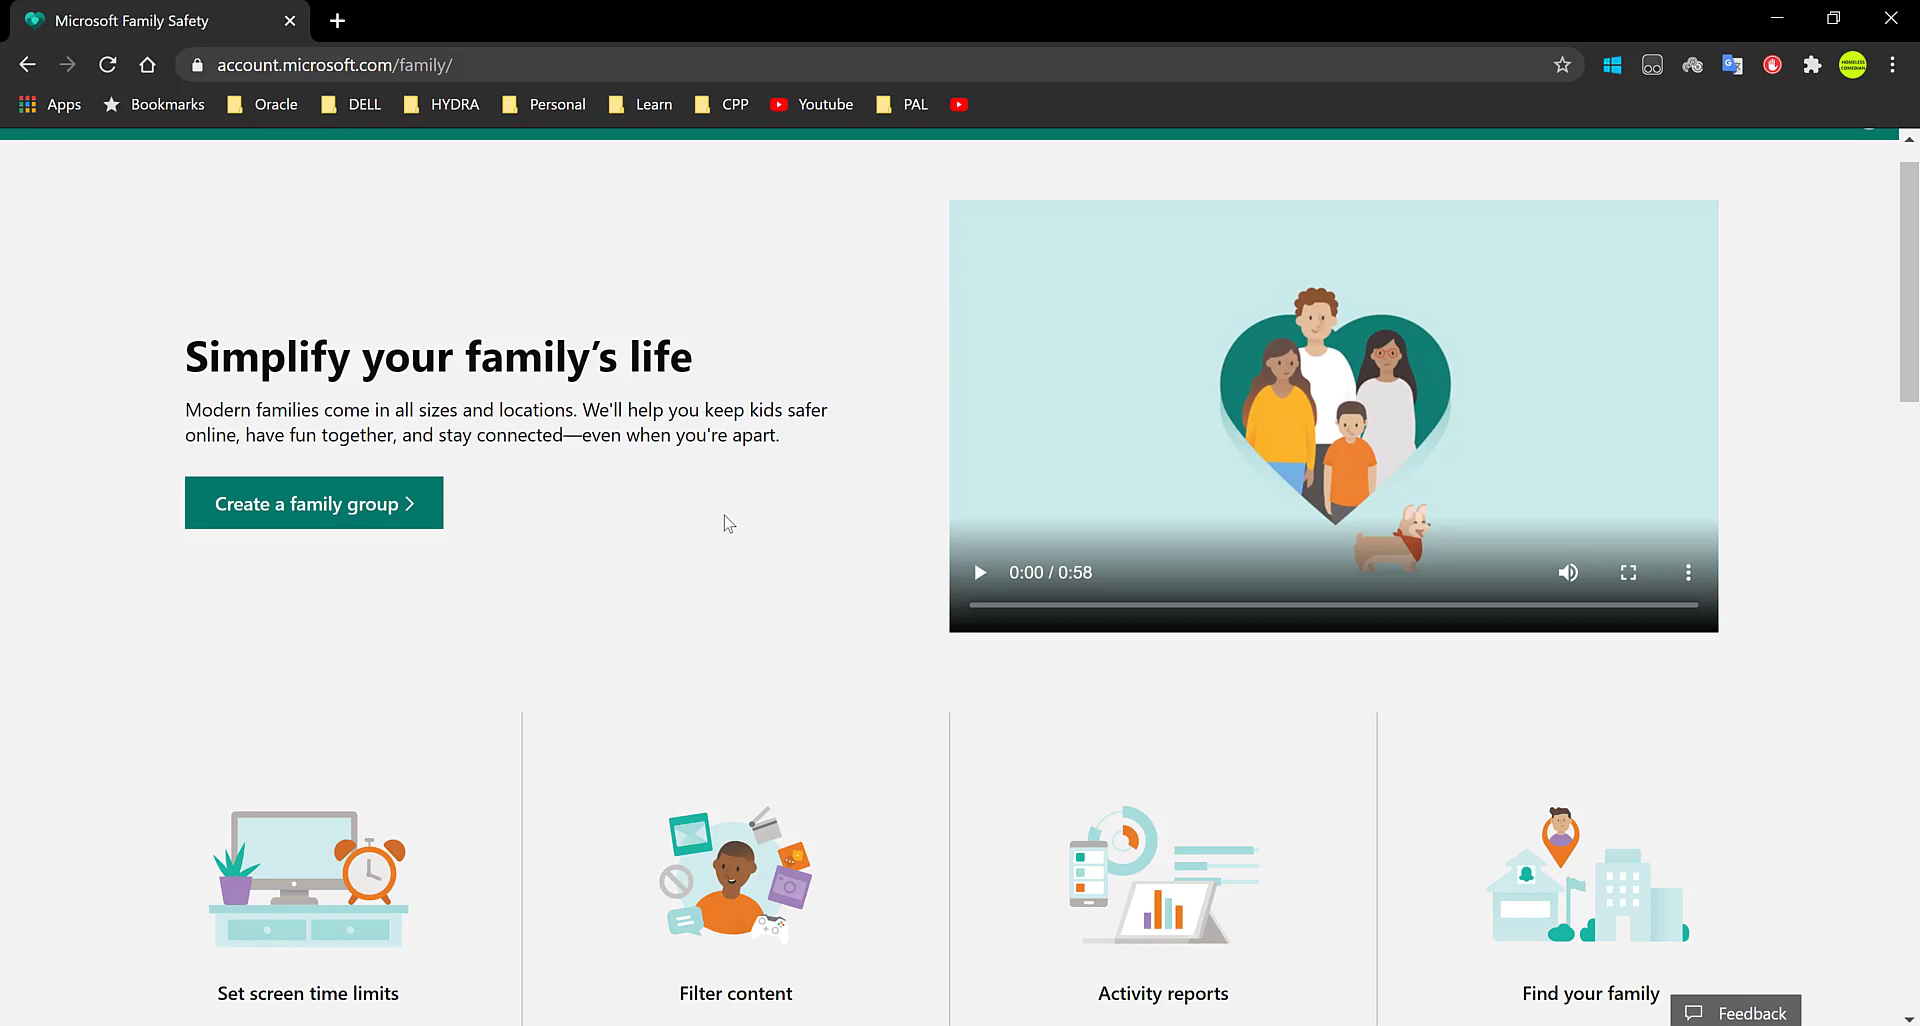 Microsoft Family Safety
account.microsoft.com/family/
Apps Bookmarks Oracle DELL HYDRA Personal Learn CPP Youtube PAL
HOMELESS
COMEDIAN
Simplify your family’s life
Modern families come in all sizes and locations. We'll help you keep kids safer
online, have fun together, and stay connected—even when you're apart.
Create a family group
0:00 / 0:58
Set screen time limits
Filter content
Activity reports
Find your family
Feedback